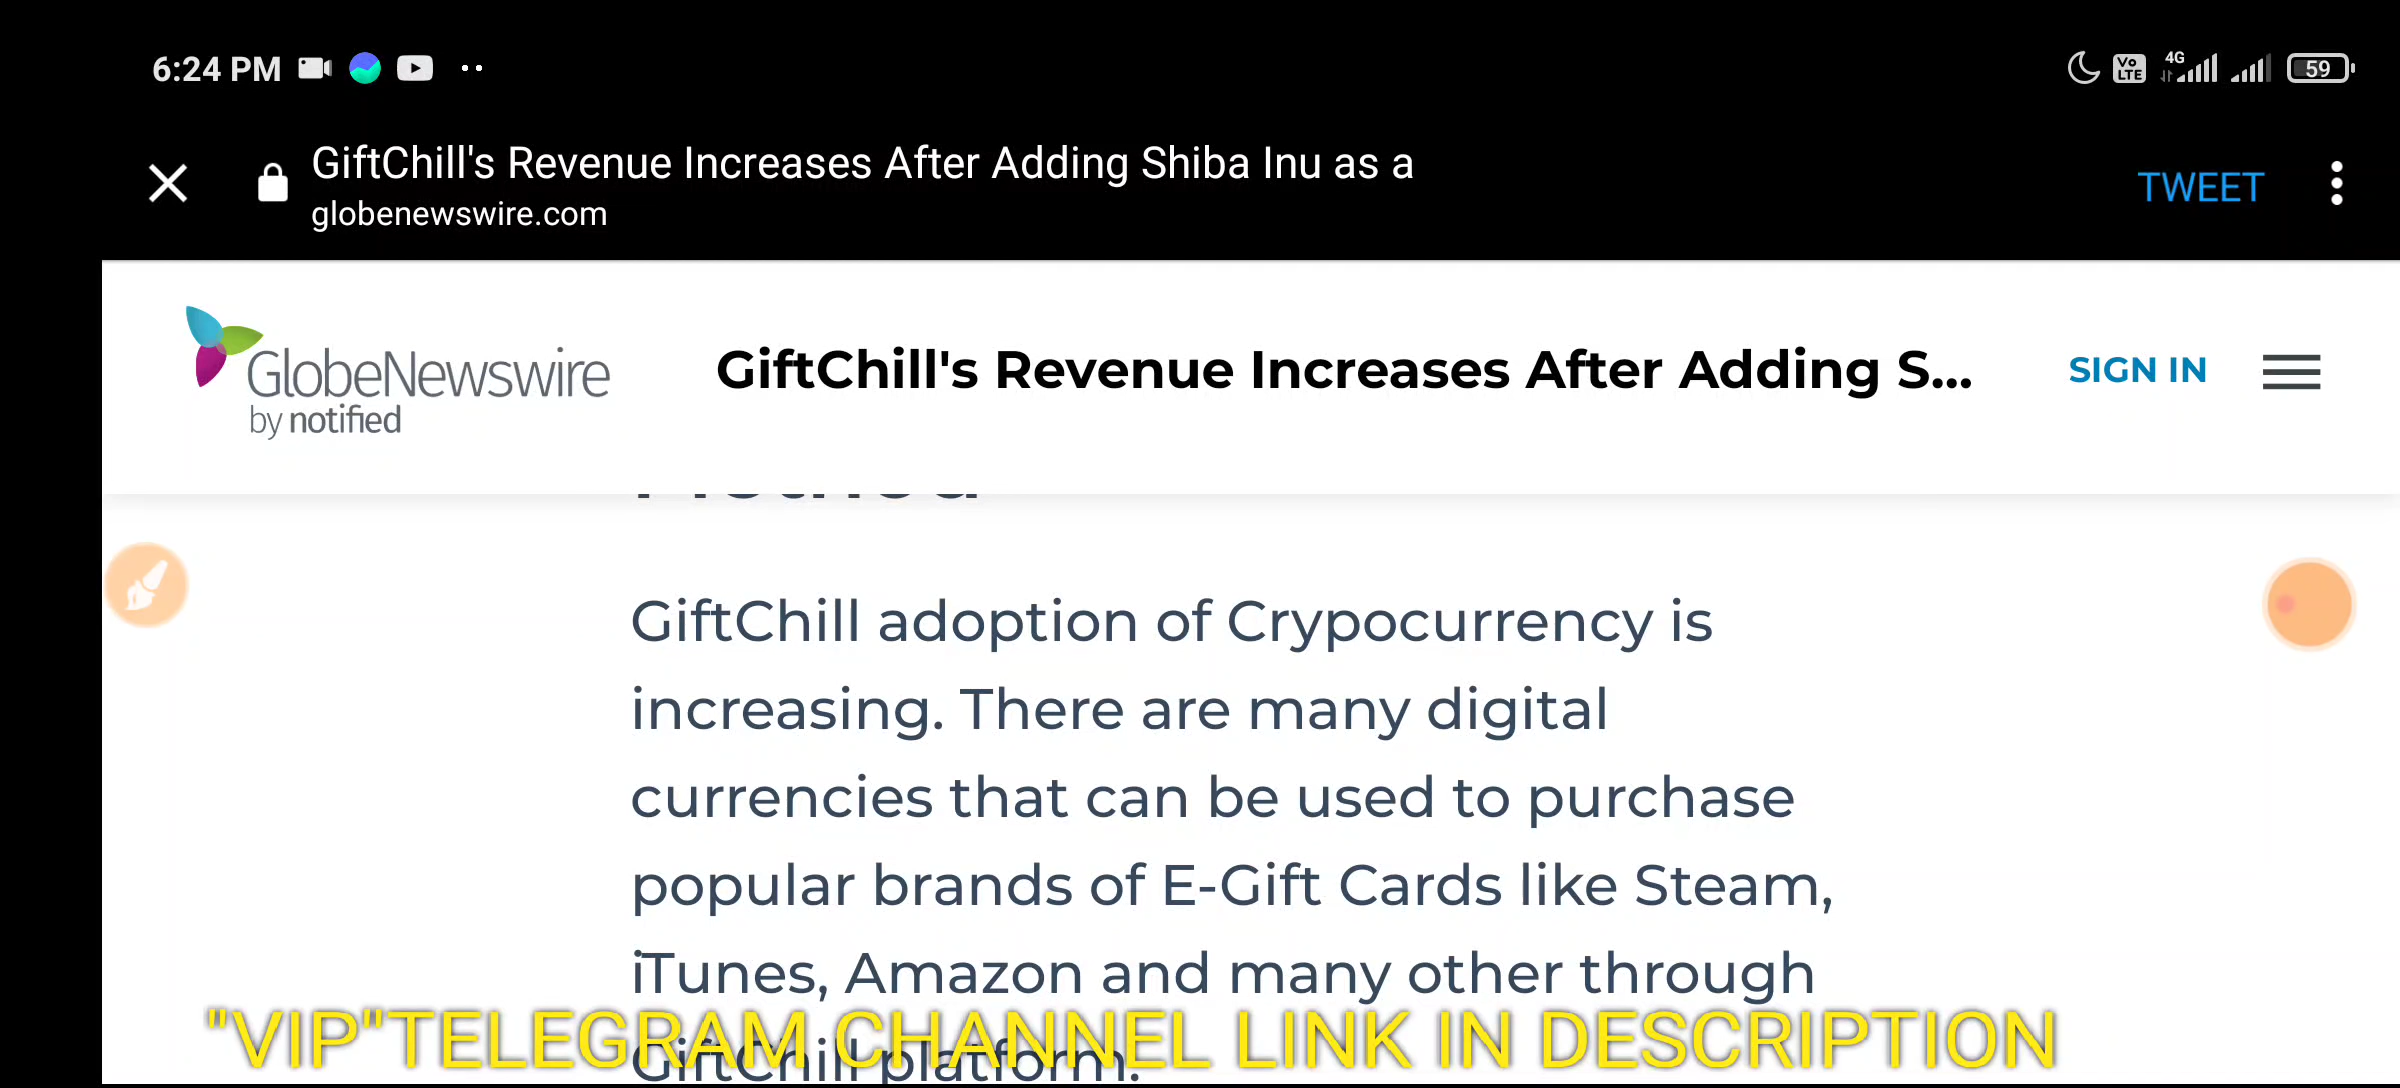 6:24 PM
Vo LTE 4G 59
GiftChill's Revenue Increases After Adding Shiba Inu as a
globenewswire.com
TWEET
GlobeNewswire
by notified
GiftChill's Revenue Increases After Adding S...
SIGN IN
GiftChill adoption of Crypocurrency is
increasing. There are many digital
currencies that can be used to purchase
popular brands of E-Gift Cards like Steam,
iTunes, Amazon and many other through
GiftChill platform.
"VIP"TELEGRAM CHANNEL LINK IN DESCRIPTION